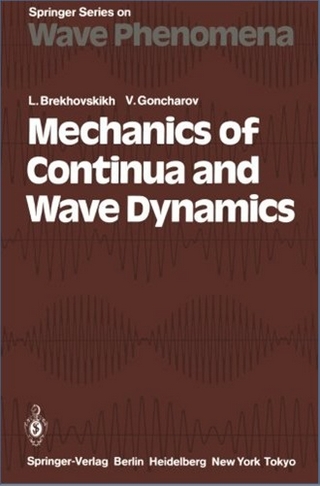 Springer Series on
Wave Phenomena
L. Brekhovskikh V. Goncharov
Mechanics of
Continua and
Wave Dynamics
Springer-Verlag Berlin Heidelberg New York Tokyo